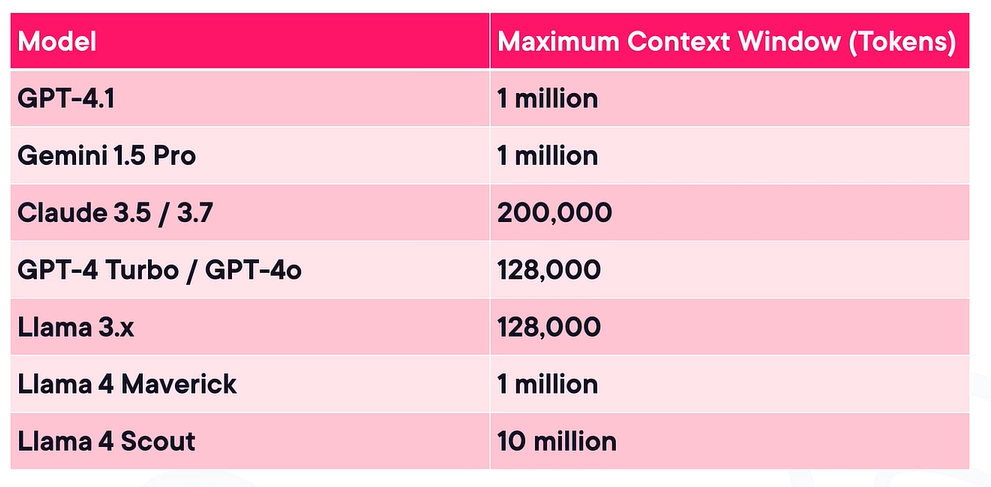 Model Maximum Context Window (Tokens)
GPT-4.1 1 million
Gemini 1.5 Pro 1 million
Claude 3.5 / 3.7 200,000
GPT-4 Turbo / GPT-4o 128,000
Llama 3.x 128,000
Llama 4 Maverick 1 million
Llama 4 Scout 10 million